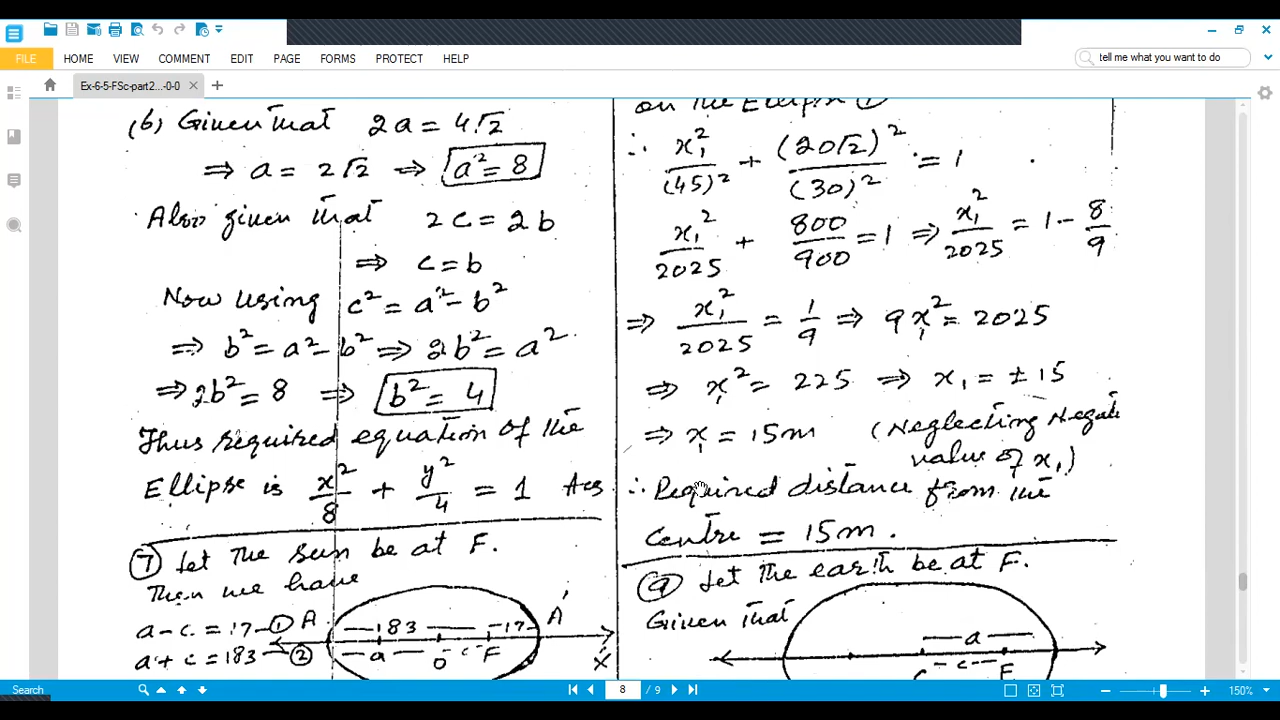 FILE HOME VIEW COMMENT EDIT PAGE FORMS PROTECT HELP
tell me what you want to do
Ex-6-5-FSc-part2...-0-0
(b) Given that 2a = 4√2
⇒ a = 2√2 ⇒ a² = 8
Also given that 2c = 2b
⇒ c = b
Now using c² = a² - b²
⇒ b² = a² - b² ⇒ 2b² = a²
⇒ 2b² = 8 ⇒ b² = 4
Thus required equation of the
Ellipse is x²/8 + y²/4 = 1 Ans
⑦ Let the sun be at F.
Then we have
a - c = 17 — ①
a + c = 183 — ②
A 183 17 A′
a O c F X′
on the Ellipse ①
∴ x₁²/(45)² + (20√2)²/(30)² = 1
x₁²/2025 + 800/900 = 1 ⇒ x₁²/2025 = 1 - 8/9
⇒ x₁²/2025 = 1/9 ⇒ 9x₁² = 2025
⇒ x₁² = 225 ⇒ x₁ = ±15
⇒ x₁ = 15m (Neglecting Negati
value of x₁)
∴ Required distance from the
Centre = 15m.
⑨ Let the earth be at F.
Given that
a
c F
Search
8 / 9
150%